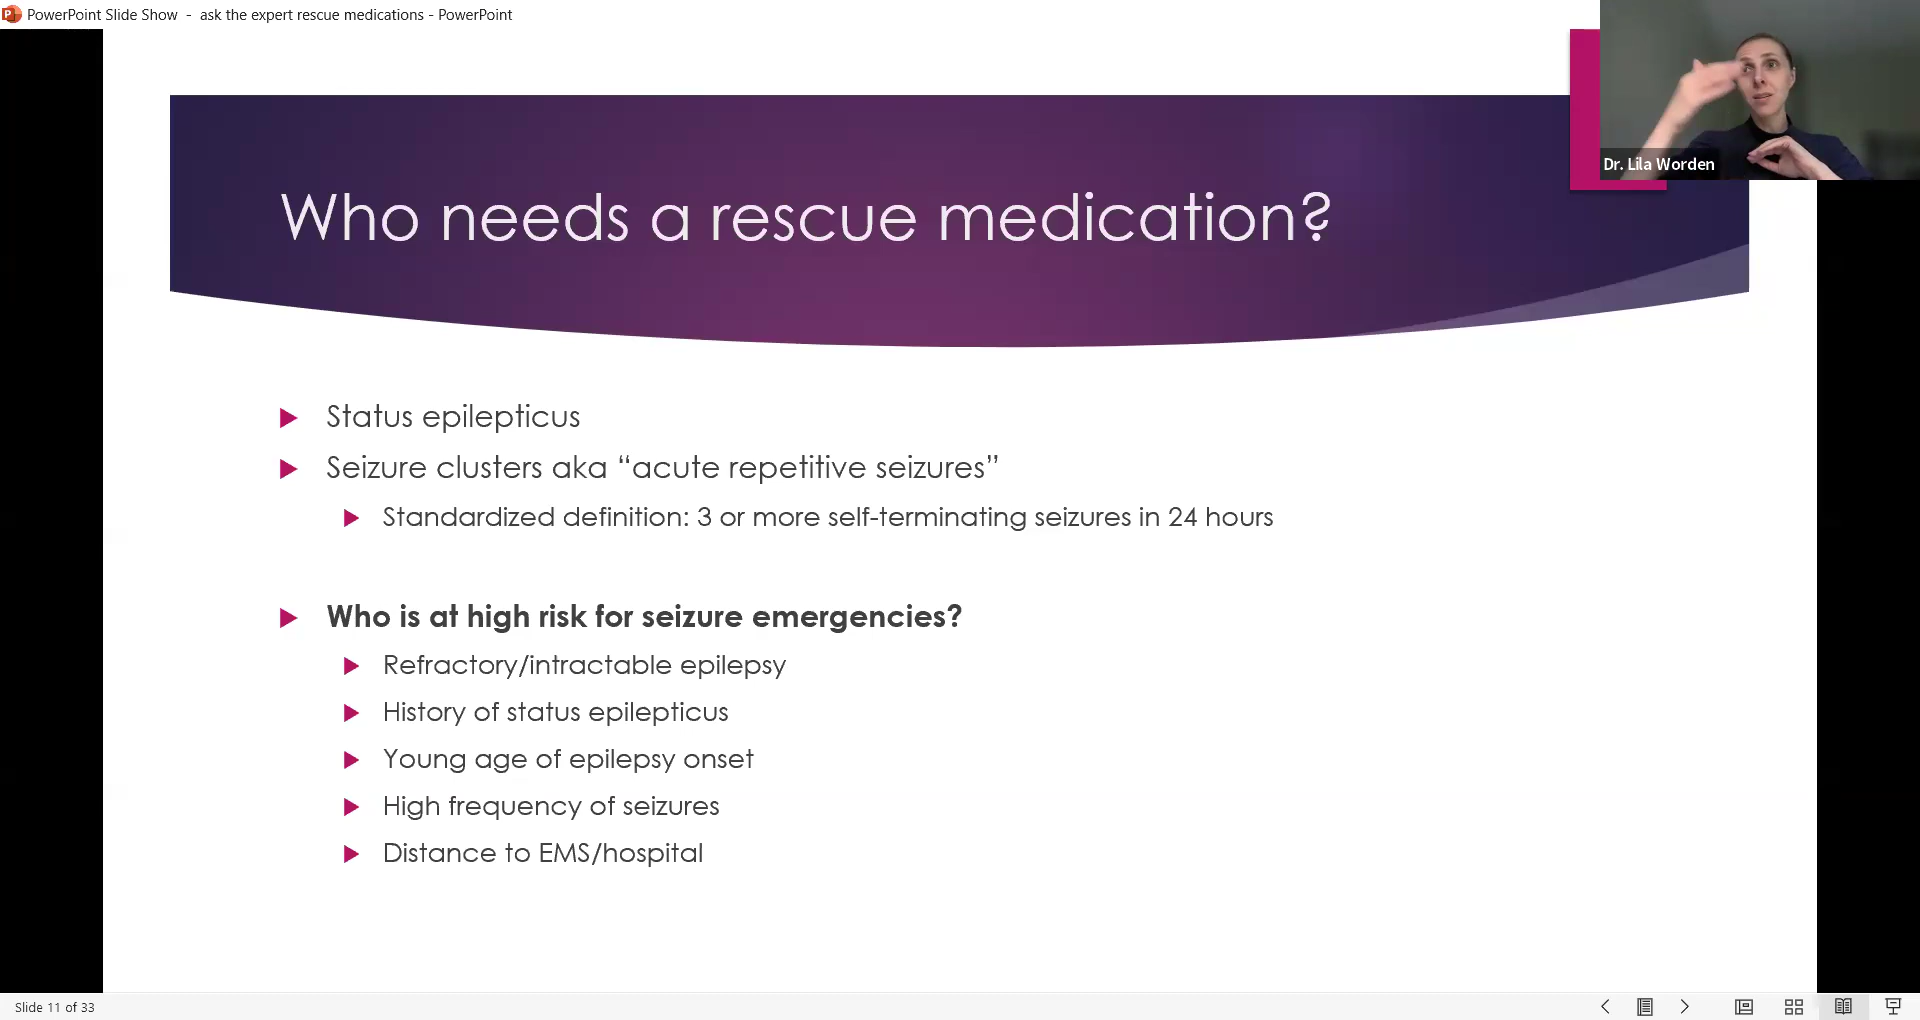 PowerPoint Slide Show - ask the expert rescue medications - PowerPoint
Dr. Lila Worden
Who needs a rescue medication?
Status epilepticus
Seizure clusters aka “acute repetitive seizures”
Standardized definition: 3 or more self-terminating seizures in 24 hours
Who is at high risk for seizure emergencies?
Refractory/intractable epilepsy
History of status epilepticus
Young age of epilepsy onset
High frequency of seizures
Distance to EMS/hospital
Slide 11 of 33